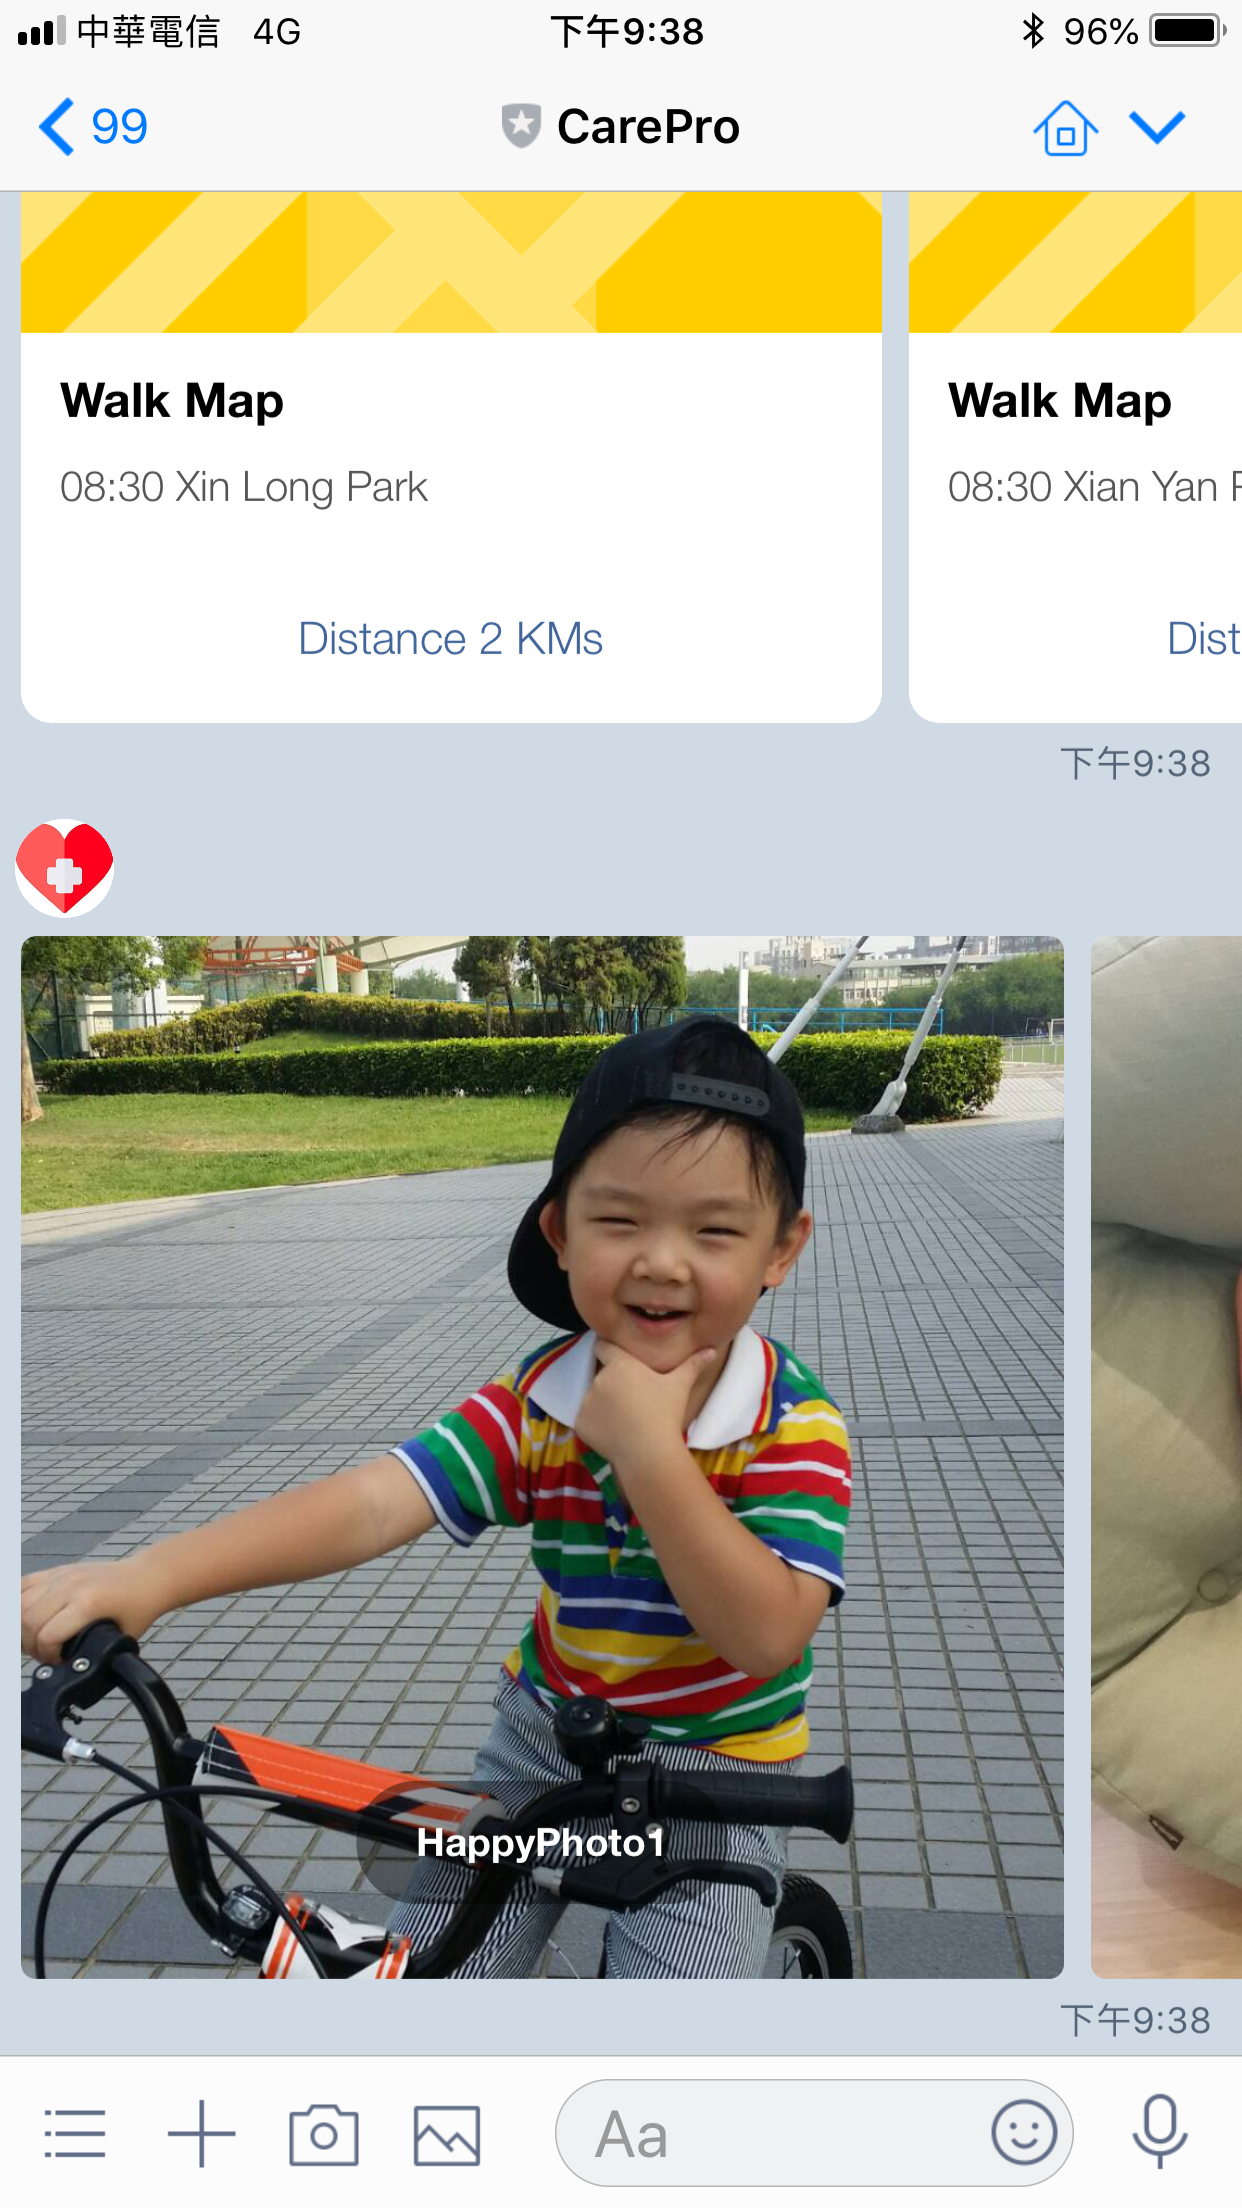 中華電信 4G 下午9:38 96%
99 CarePro
Walk Map
08:30 Xin Long Park
Distance 2 KMs
Walk Map
08:30 Xian Yan
Dist
下午9:38
HappyPhoto1
下午9:38
Aa